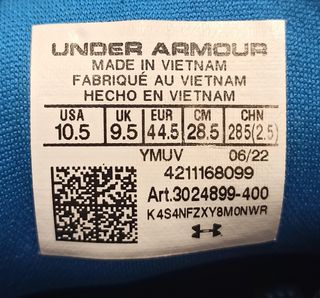 UNDER ARMOUR
MADE IN VIETNAM
FABRIQUÉ AU VIETNAM
HECHO EN VIETNAM
USA UK EUR CM CHN
10.5 9.5 44.5 28.5 285(2.5)
YMUV 06/22
4211168099
Art.3024899-400
K4S4NFZXY8M0NWR